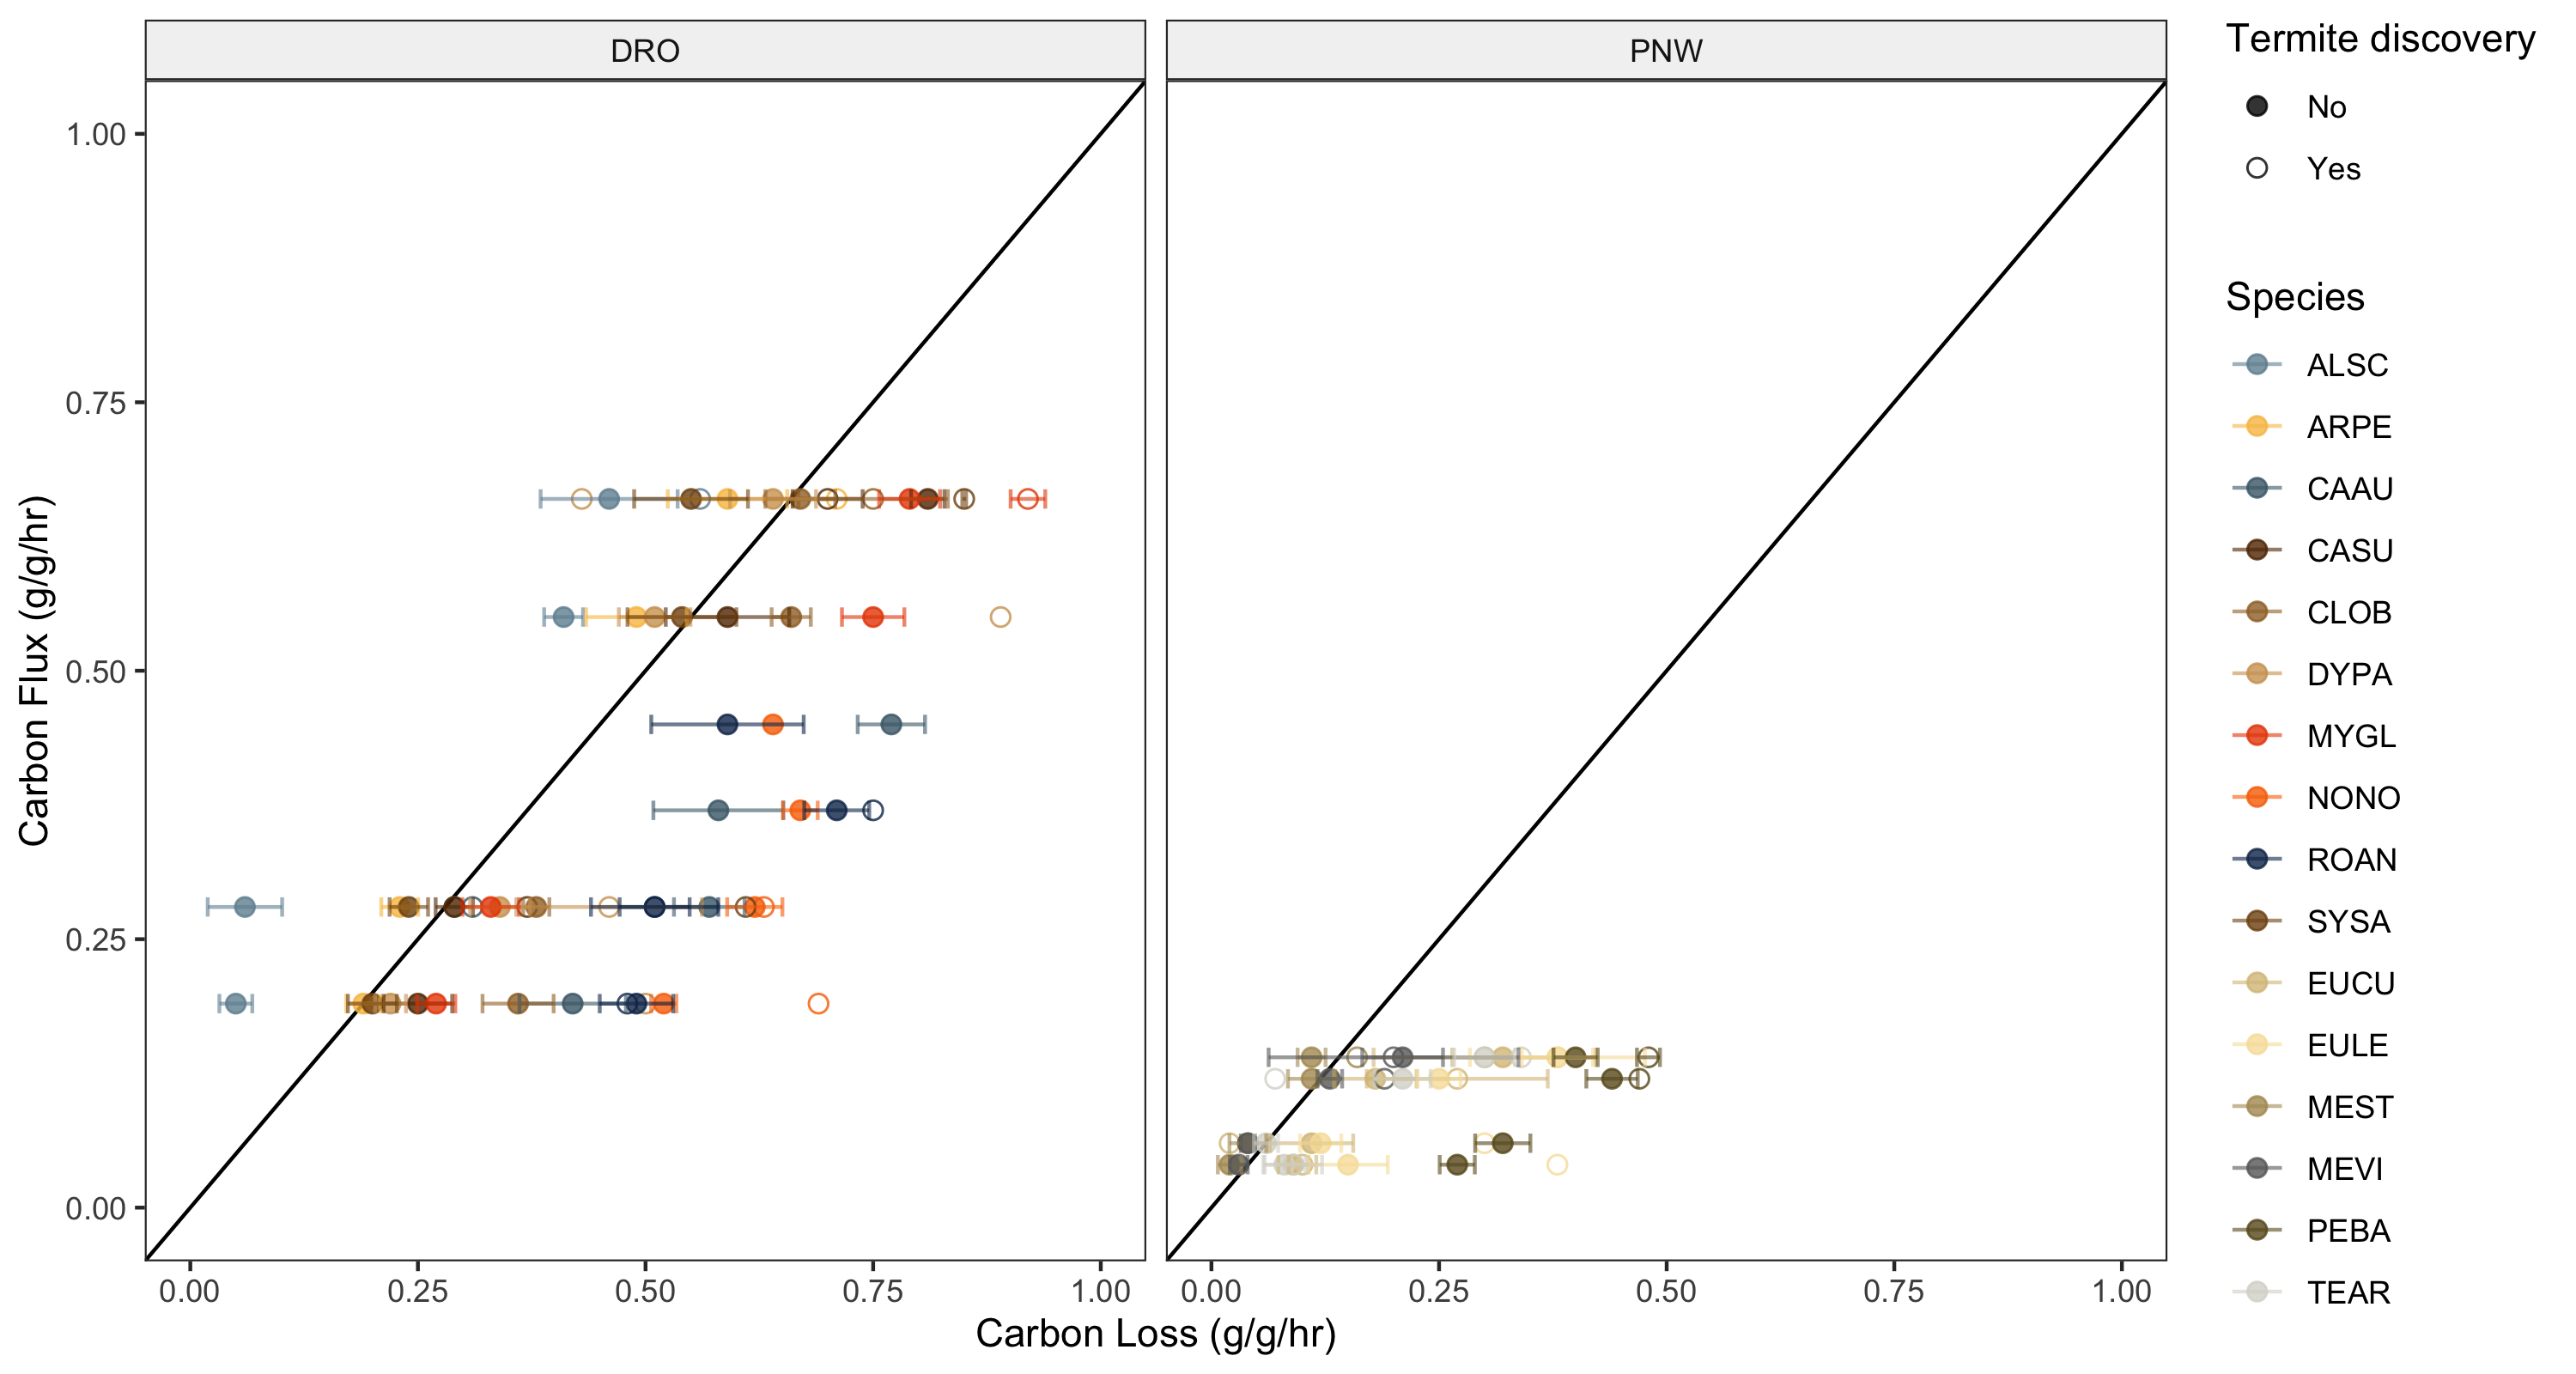 DRO
PNW
1.00
0.75
0.50
0.25
0.00
Carbon Flux (g/g/hr)
0.00 0.25 0.50 0.75 1.00 0.00 0.25 0.50 0.75 1.00
Carbon Loss (g/g/hr)
Termite discovery
No
Yes
Species
ALSC
ARPE
CAAU
CASU
CLOB
DYPA
MYGL
NONO
ROAN
SYSA
EUCU
EULE
MEST
MEVI
PEBA
TEAR